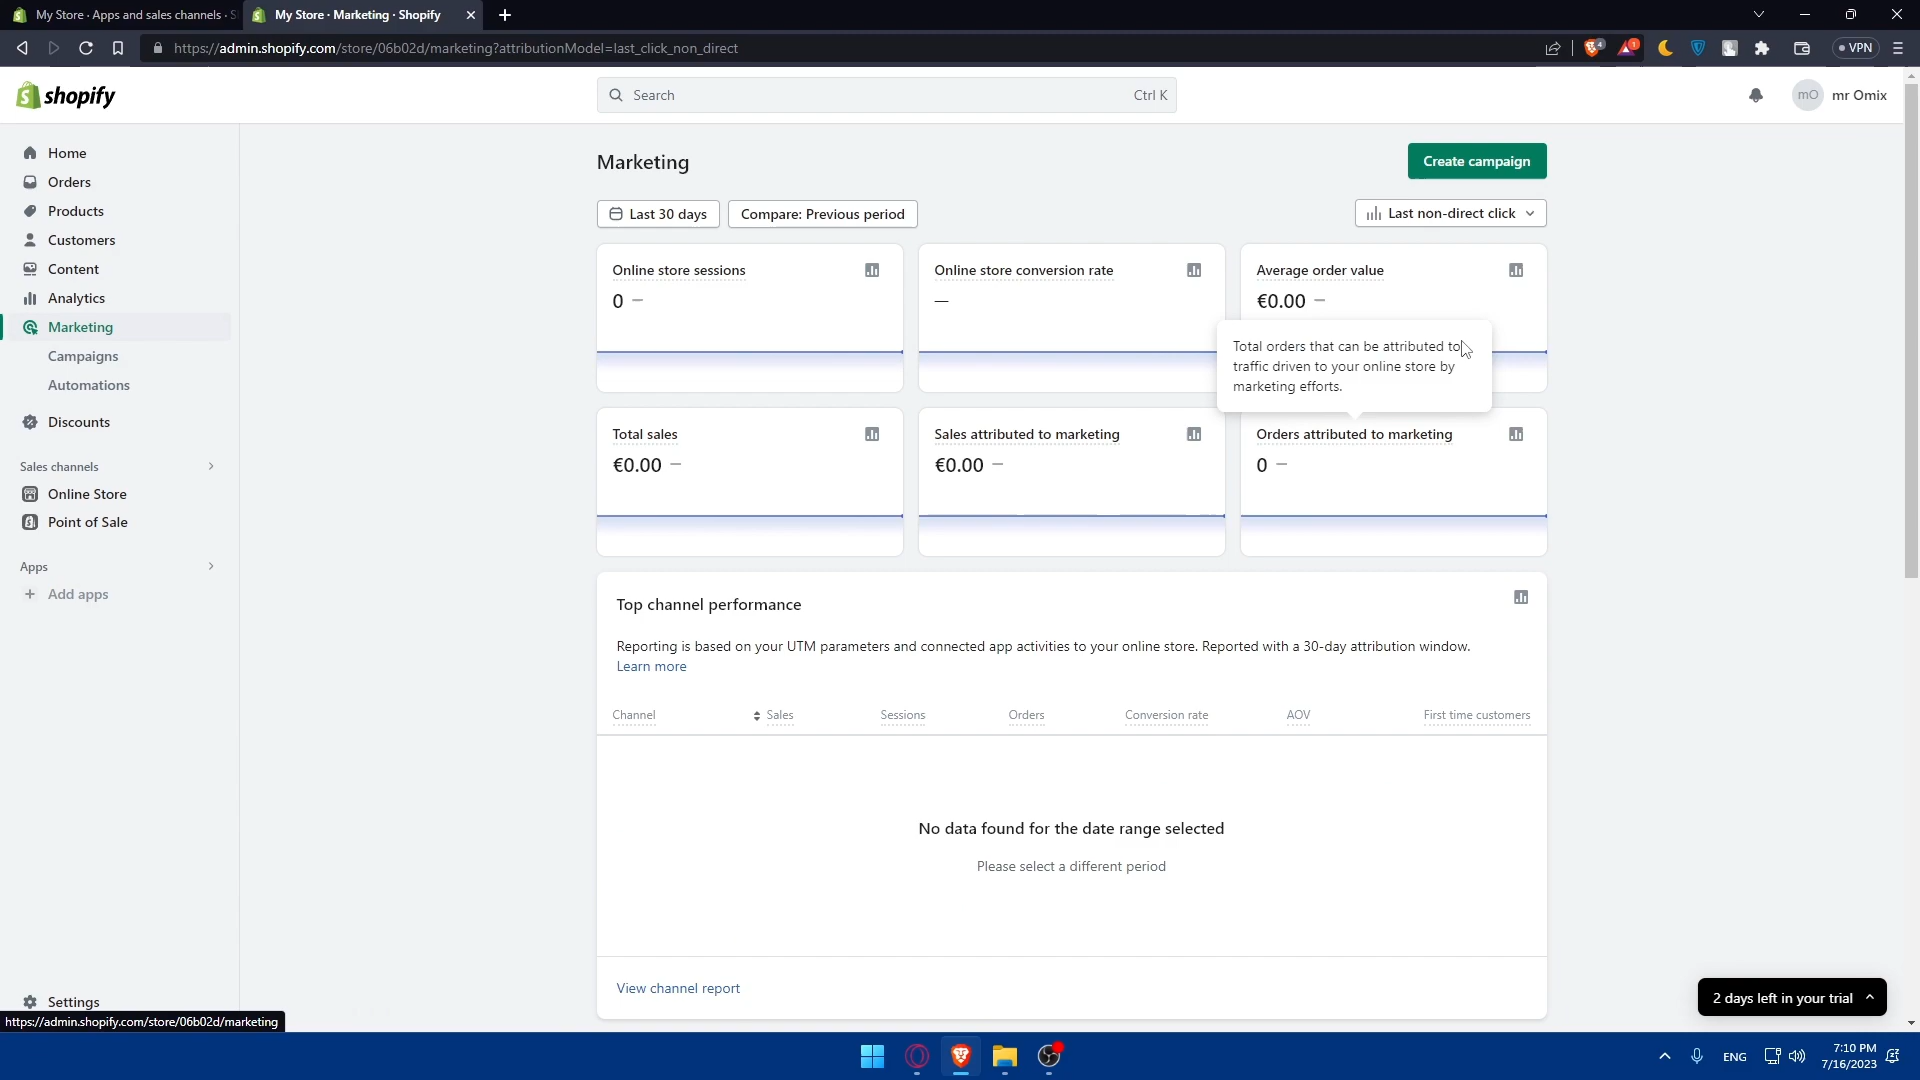 My Store · Apps and sales channels · S
My Store · Marketing · Shopify
https://admin.shopify.com/store/06b02d/marketing?attributionModel=last_click_non_direct
4
1
VPN
shopify
Search
Ctrl K
mO
mr Omix
Home
Orders
Products
Customers
Content
Analytics
Marketing
Campaigns
Automations
Discounts
Sales channels
Online Store
Point of Sale
Apps
Add apps
Settings
https://admin.shopify.com/store/06b02d/marketing
Marketing
Create campaign
Last 30 days
Compare: Previous period
Last non-direct click
Online store sessions
0 –
Online store conversion rate
—
Average order value
€0.00 –
Total orders that can be attributed to
traffic driven to your online store by
marketing efforts.
Total sales
€0.00 –
Sales attributed to marketing
€0.00 –
Orders attributed to marketing
0 –
Top channel performance
Reporting is based on your UTM parameters and connected app activities to your online store. Reported with a 30-day attribution window.
Learn more
Channel Sales Sessions Orders Conversion rate AOV First time customers
No data found for the date range selected
Please select a different period
View channel report
2 days left in your trial
ENG
7:10 PM
7/16/2023